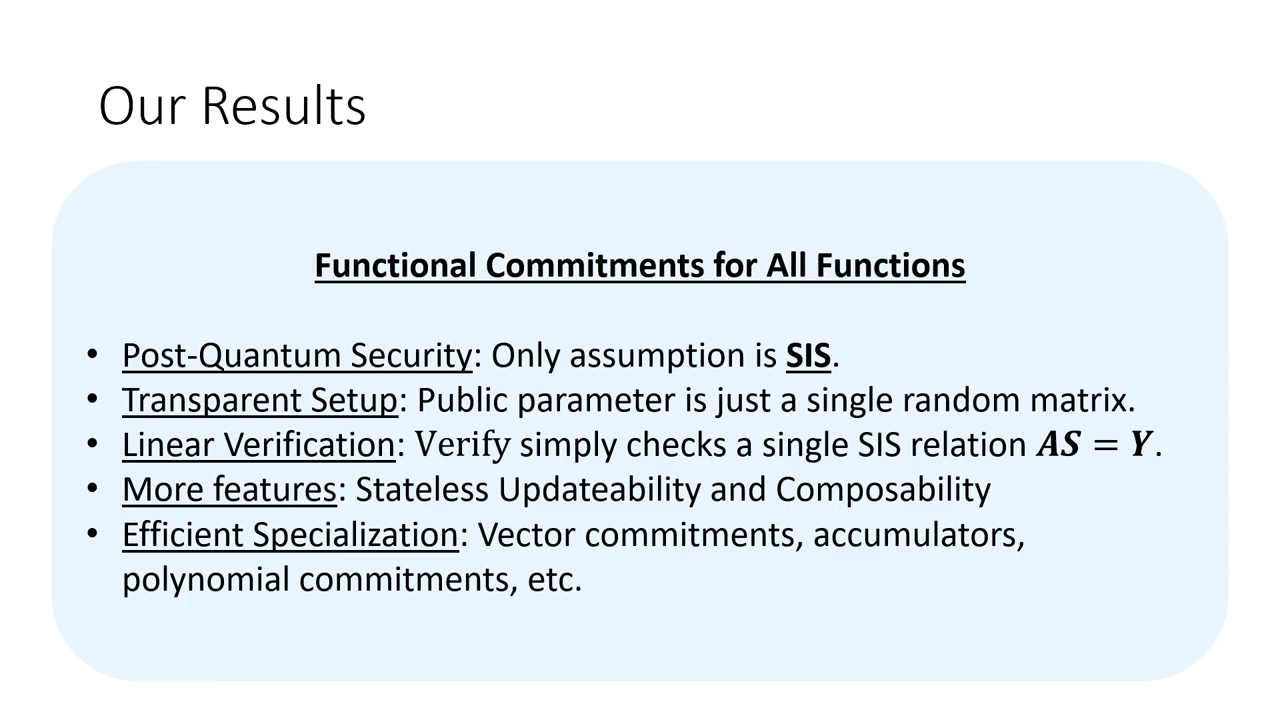 Our Results
Functional Commitments for All Functions
• Post-Quantum Security: Only assumption is SIS.
• Transparent Setup: Public parameter is just a single random matrix.
• Linear Verification: Verify simply checks a single SIS relation AS = Y.
• More features: Stateless Updateability and Composability
• Efficient Specialization: Vector commitments, accumulators,
polynomial commitments, etc.